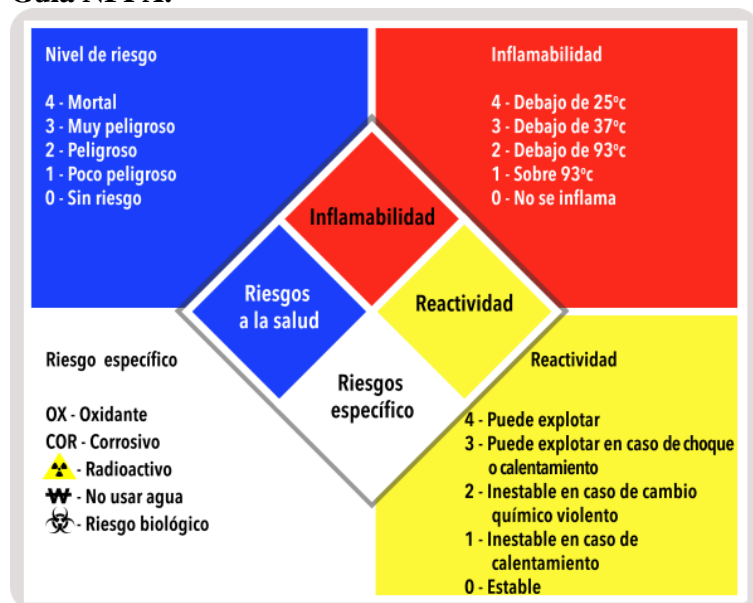 Guía NFPA:
Nivel de riesgo
4 - Mortal
3 - Muy peligroso
2 - Peligroso
1 - Poco peligroso
0 - Sin riesgo
Inflamabilidad
4 - Debajo de 25ºc
3 - Debajo de 37ºc
2 - Debajo de 93ºc
1 - Sobre 93ºc
0 - No se inflama
Inflamabilidad
Riesgos
a la salud
Reactividad
Riesgos
específico
Riesgo específico
OX - Oxidante
COR - Corrosivo
- Radioactivo
W - No usar agua
- Riesgo biológico
Reactividad
4 - Puede explotar
3 - Puede explotar en caso de choque
o calentamiento
2 - Inestable en caso de cambio
químico violento
1 - Inestable en caso de
calentamiento
0 - Estable